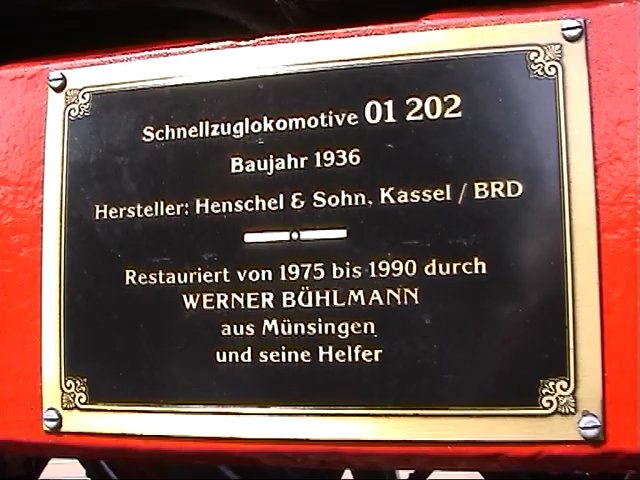 Schnellzuglokomotive 01 202
Baujahr 1936
Hersteller: Henschel & Sohn, Kassel / BRD
Restauriert von 1975 bis 1990 durch
WERNER BÜHLMANN
aus Münsingen
und seine Helfer